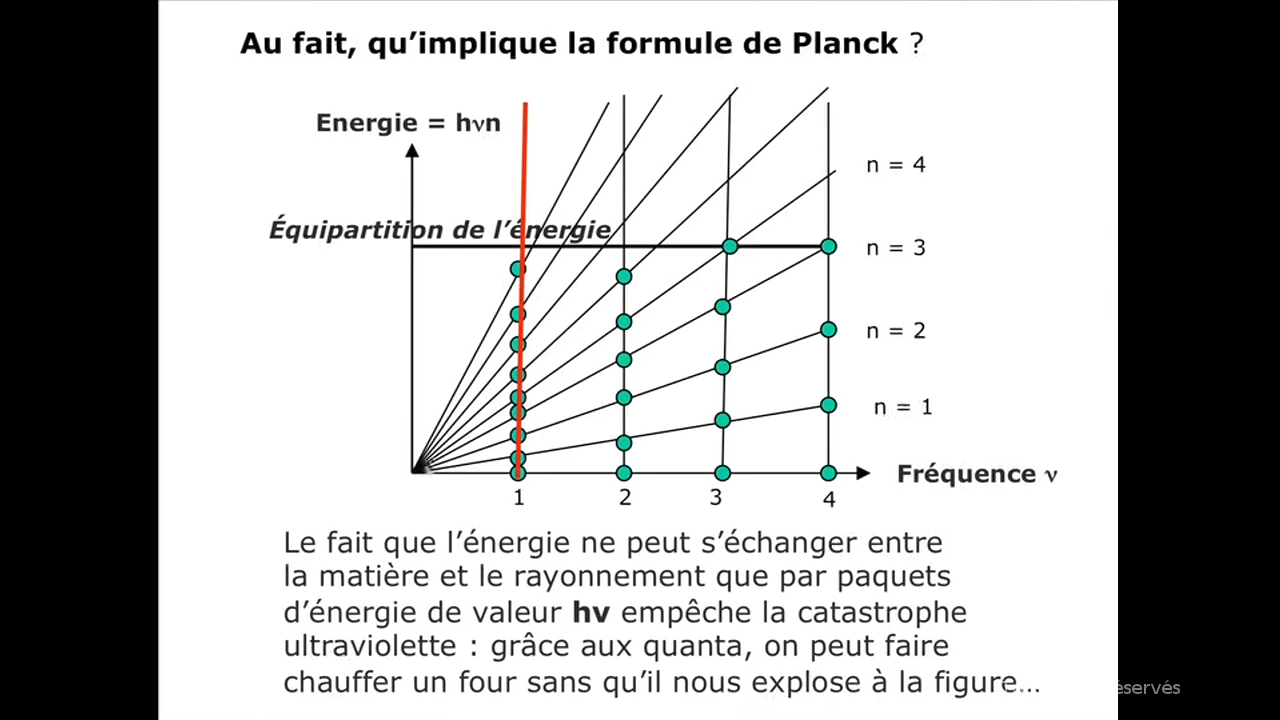 Au fait, qu’implique la formule de Planck ?
Energie = hνn
n = 4
Équipartition de l’énergie
n = 3
n = 2
n = 1
Fréquence ν
1 2 3 4
Le fait que l’énergie ne peut s’échanger entre
la matière et le rayonnement que par paquets
d’énergie de valeur hv empêche la catastrophe
ultraviolette : grâce aux quanta, on peut faire
chauffer un four sans qu’il nous explose à la figure…